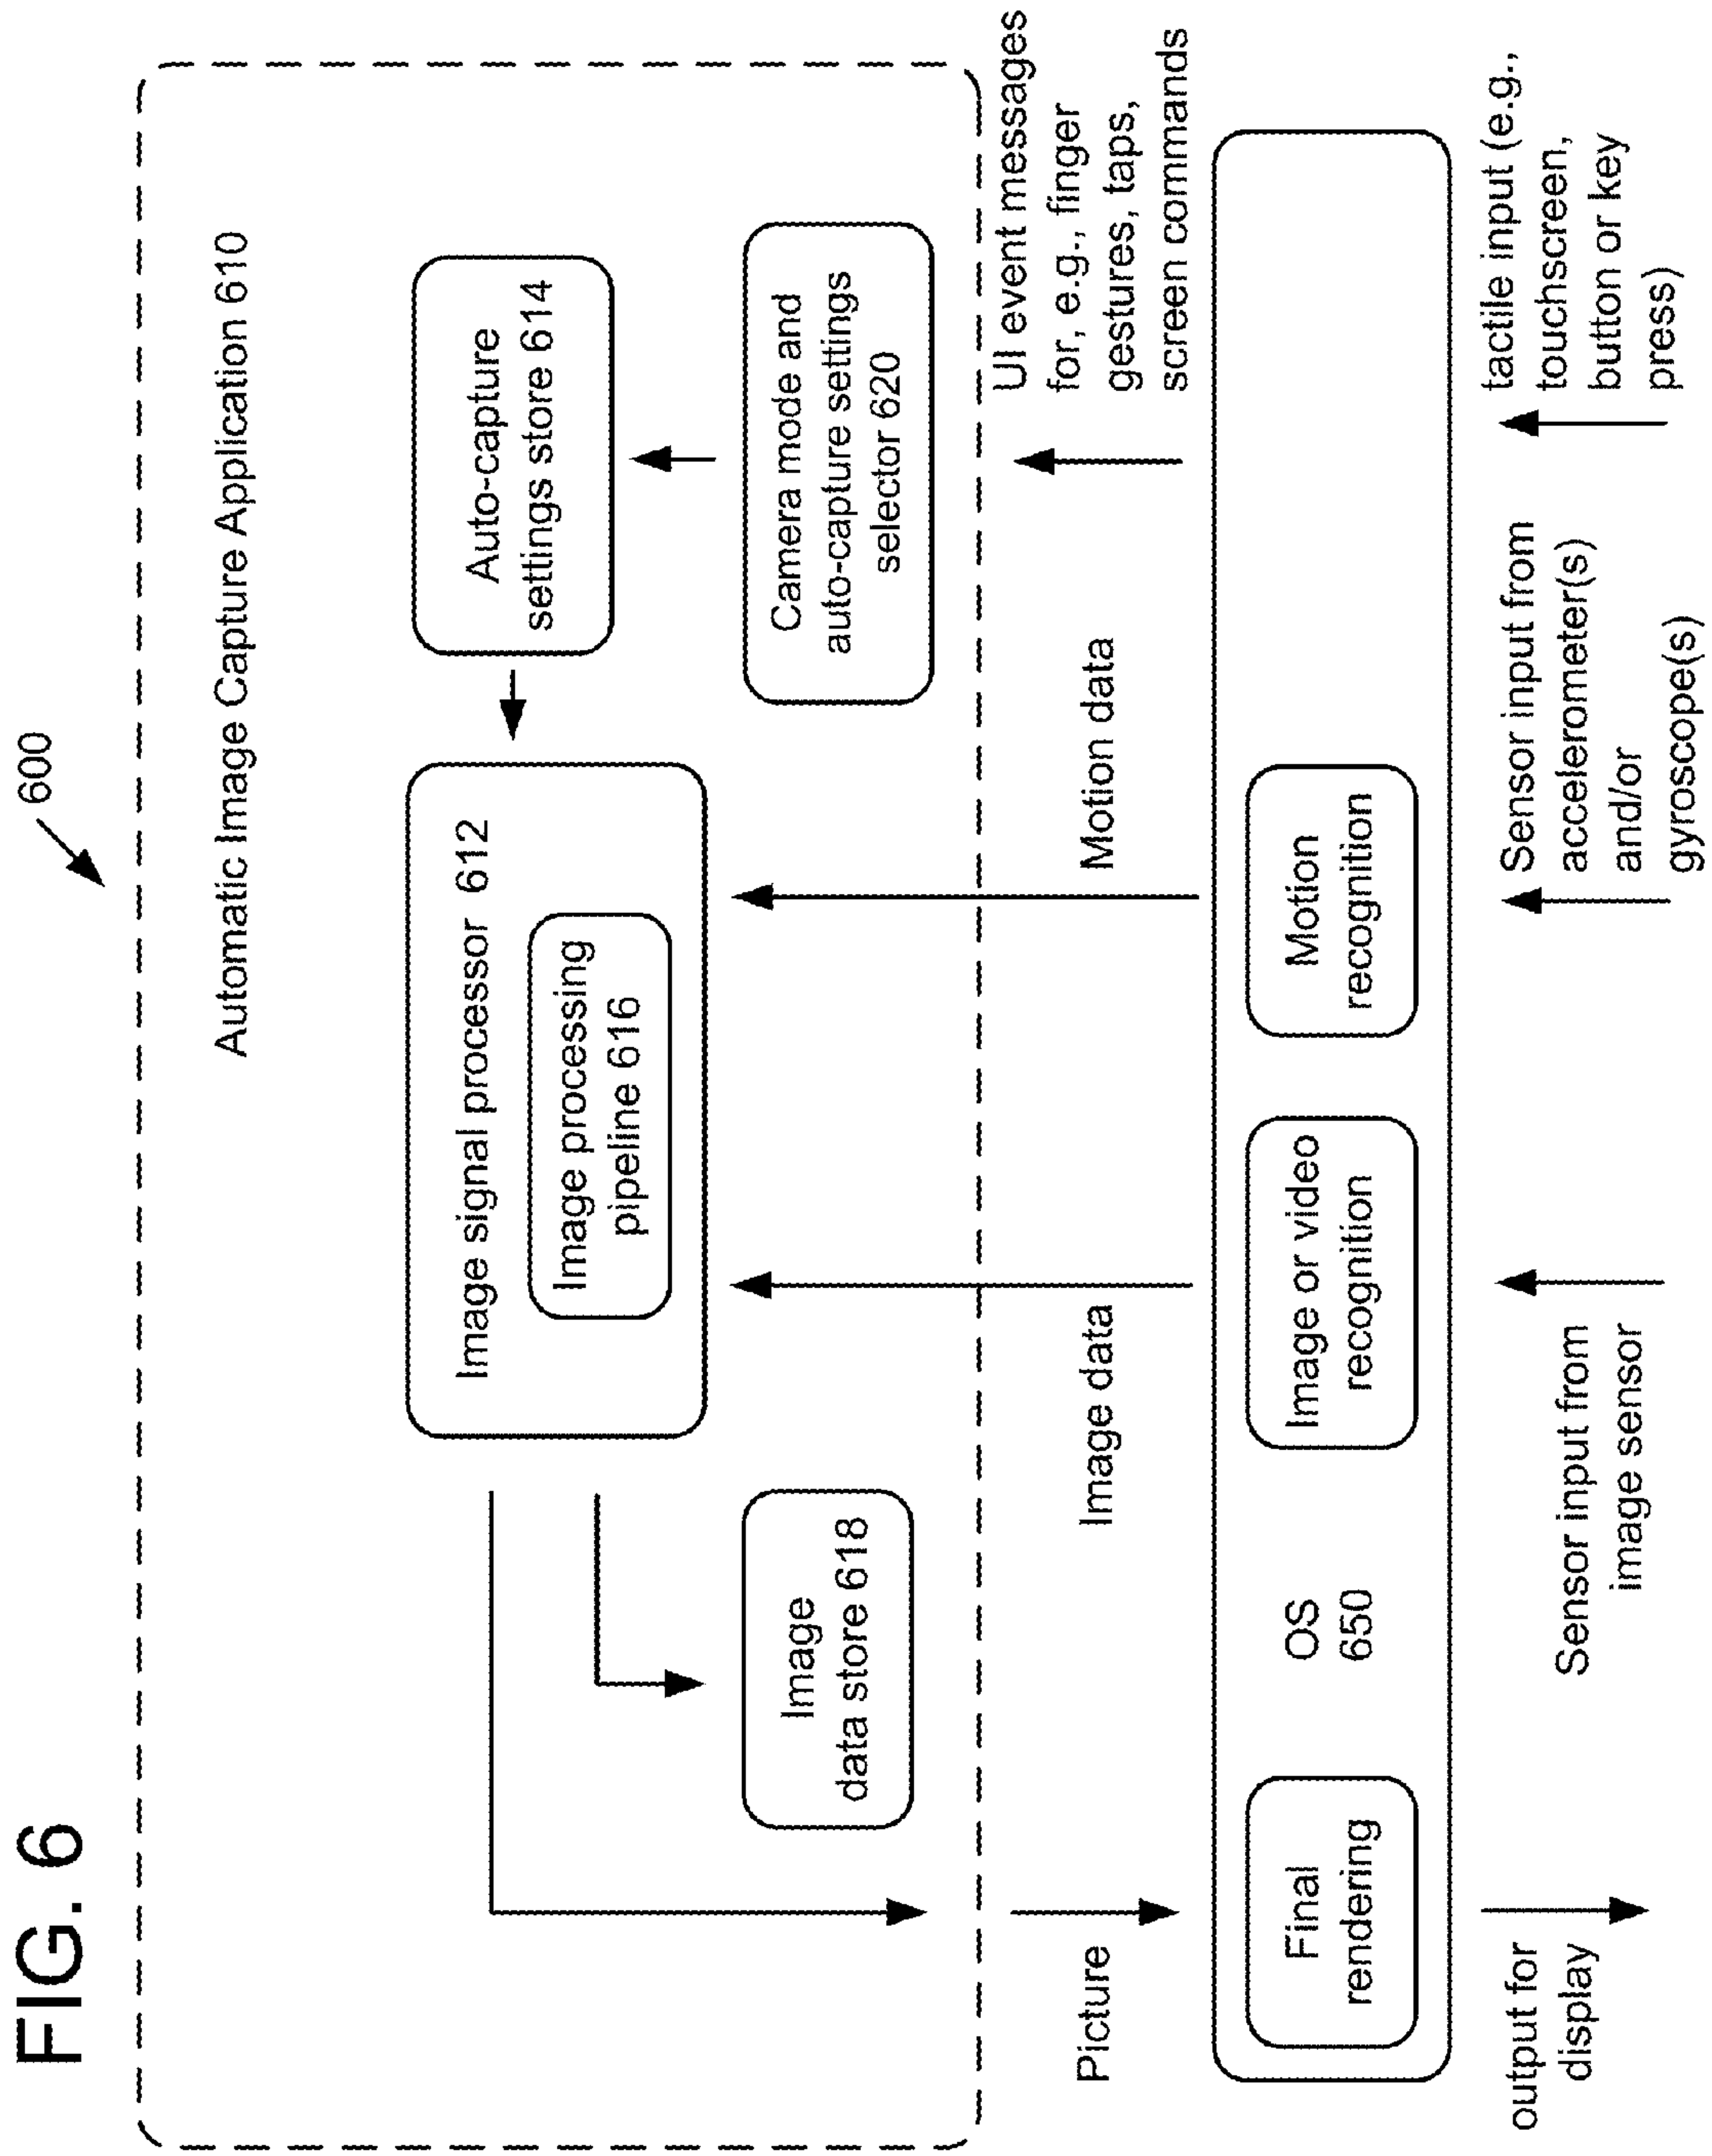 FIG. 6
600
Automatic Image Capture Application 610
Image signal processor 612
Image processing
pipeline 616
Auto-capture
settings store 614
Image
data store 618
Camera mode and
auto-capture settings
selector 620
Picture
Image data
Motion data
UI event messages
for, e.g., finger
gestures, taps,
screen commands
Final
rendering
OS
650
Image or video
recognition
Motion
recognition
output for
display
Sensor input from
image sensor
Sensor input from
accelerometer(s)
and/or
gyroscope(s)
tactile input (e.g.,
touchscreen,
button or key
press)